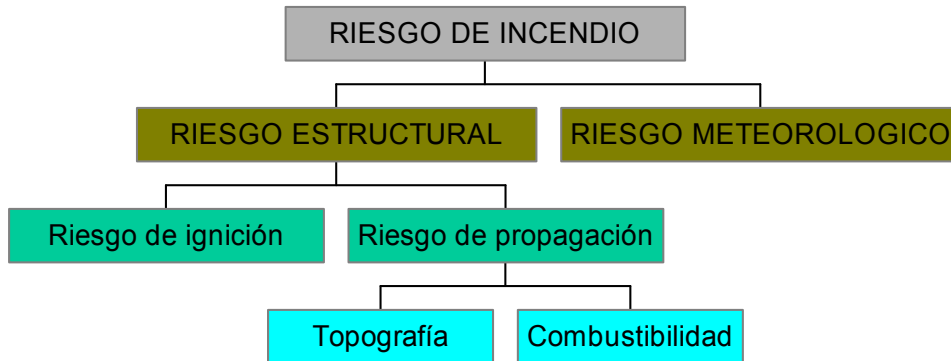 RIESGO DE INCENDIO
RIESGO ESTRUCTURAL
RIESGO METEOROLOGICO
Riesgo de ignición
Riesgo de propagación
Topografía
Combustibilidad